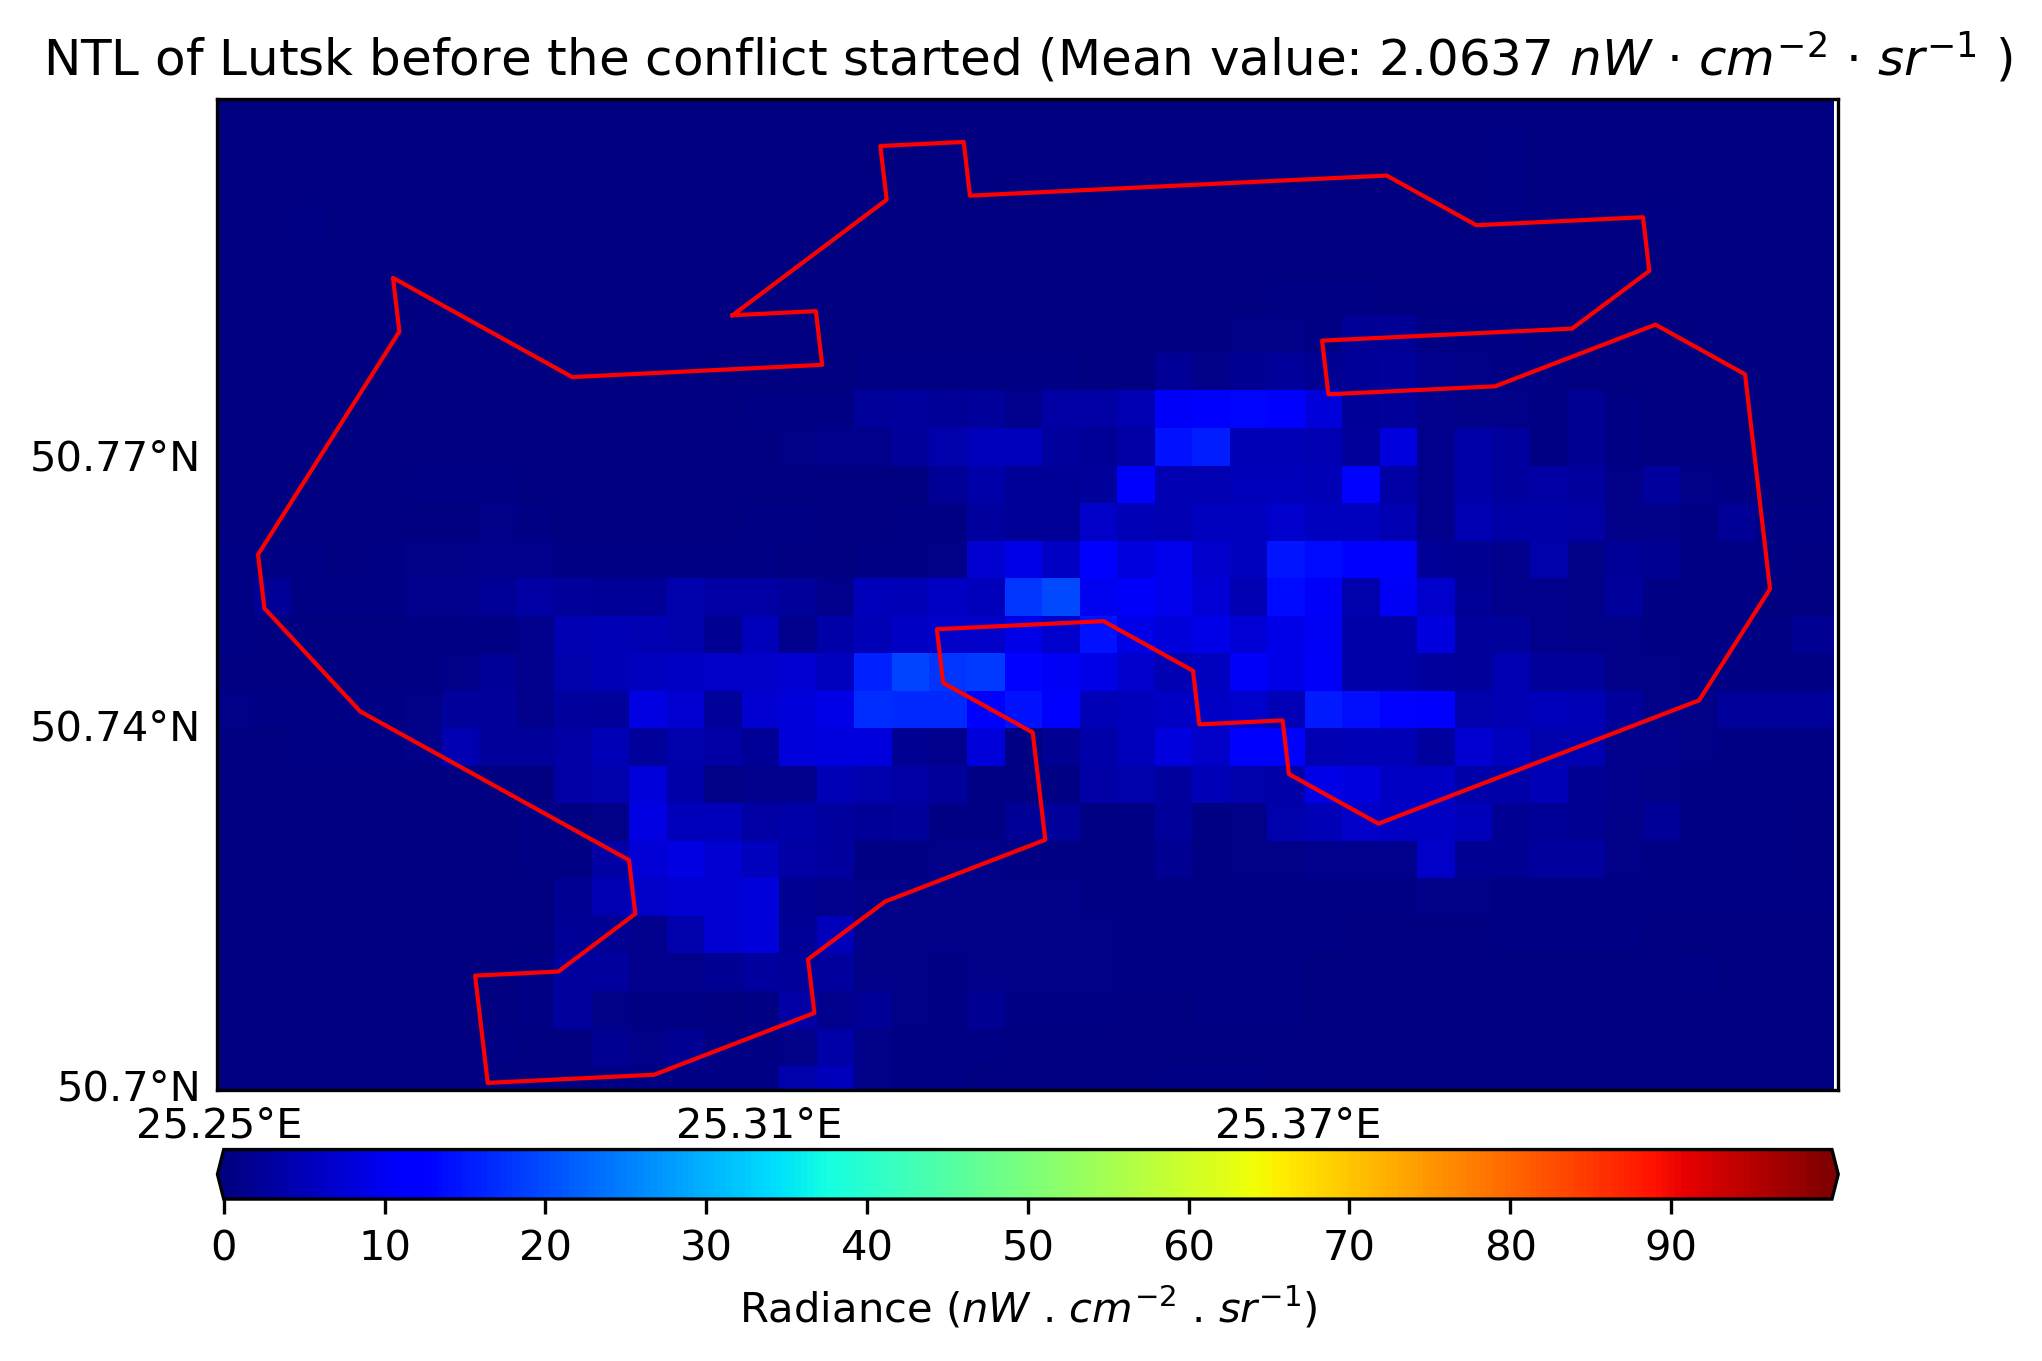 NTL of Lutsk before the conflict started (Mean value: 2.0637 nW · cm⁻² · sr⁻¹ )
50.77°N
50.74°N
50.7°N
25.25°E 25.31°E 25.37°E
0 10 20 30 40 50 60 70 80 90
Radiance (nW . cm⁻² . sr⁻¹)